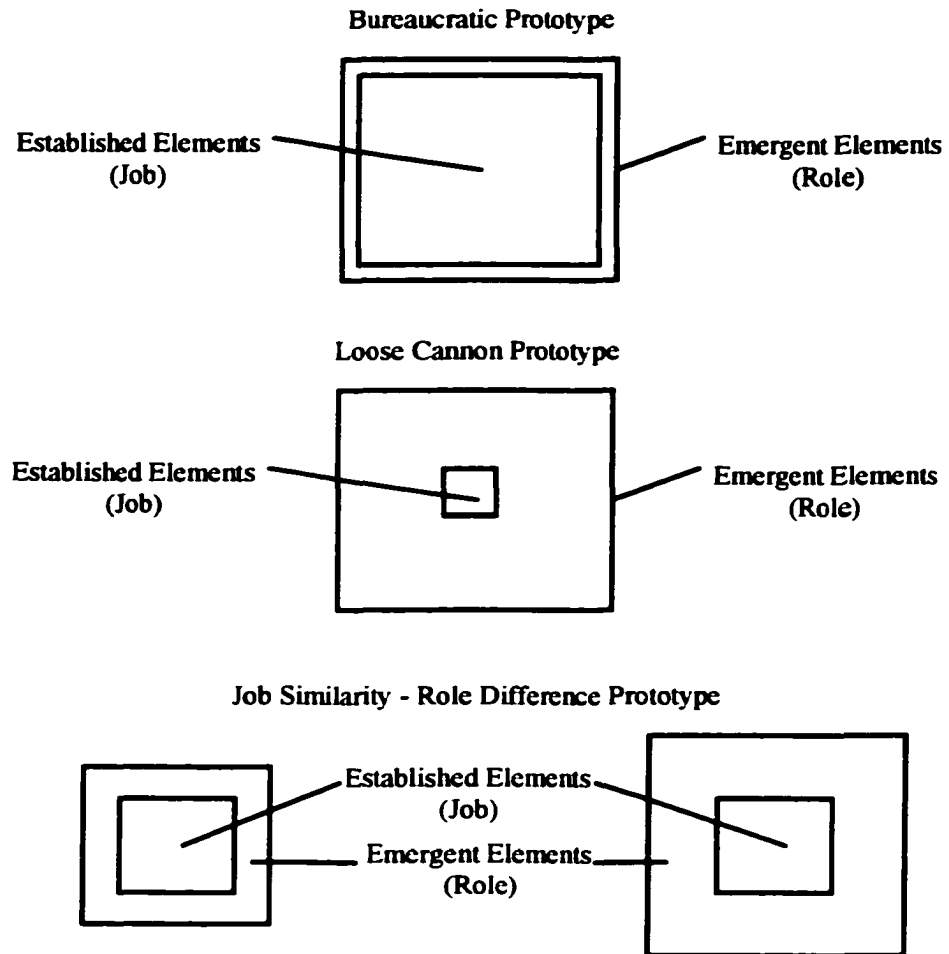 Bureaucratic Prototype
Established Elements
(Job)
Emergent Elements
(Role)
Loose Cannon Prototype
Established Elements
(Job)
Emergent Elements
(Role)
Job Similarity - Role Difference Prototype
Established Elements
(Job)
Emergent Elements
(Role)